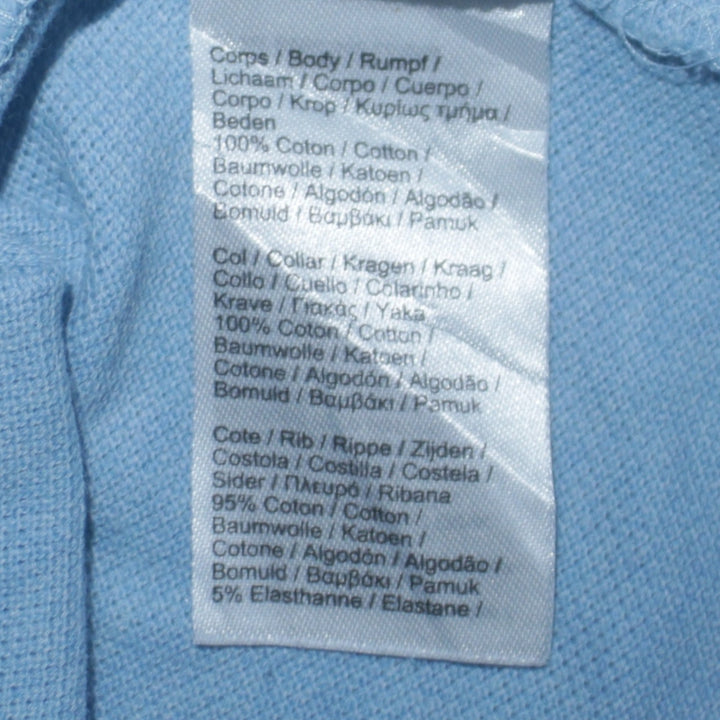 Corps / Body / Rumpf /
Lichaam / Corpo / Cuerpo /
Corpo / Krop / Κυρίως τμήμα /
Beden
100% Coton / Cotton /
Baumwolle / Katoen /
Cotone / Algodón / Algodão /
Bomuld / Βαμβάκι / Pamuk
Col / Collar / Kragen / Kraag /
Collo / Cuello / Colarinho /
Krave / Γιακάς / Yaka
100% Coton / Cotton /
Baumwolle / Katoen /
Cotone / Algodón / Algodão /
Bomuld / Βαμβάκι / Pamuk
Cote / Rib / Rippe / Zijden /
Costola / Costilla / Costela /
Sider / Πλευρό / Ribana
95% Coton / Cotton /
Baumwolle / Katoen /
Cotone / Algodón / Algodão /
Bomuld / Βαμβάκι / Pamuk
5% Elasthanne / Elastane /